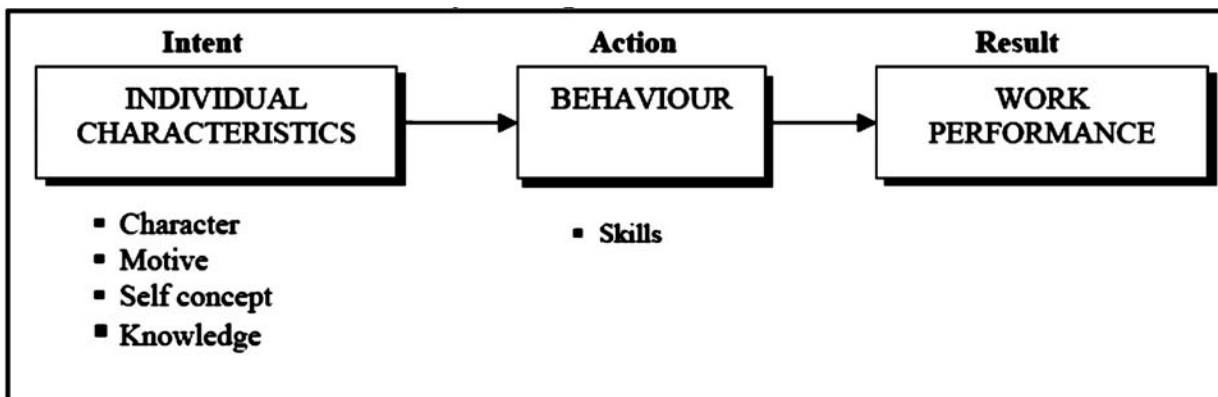 Intent
Action
Result
INDIVIDUAL
CHARACTERISTICS
BEHAVIOUR
WORK
PERFORMANCE
▪ Character
▪ Motive
▪ Self concept
▪ Knowledge
▪ Skills